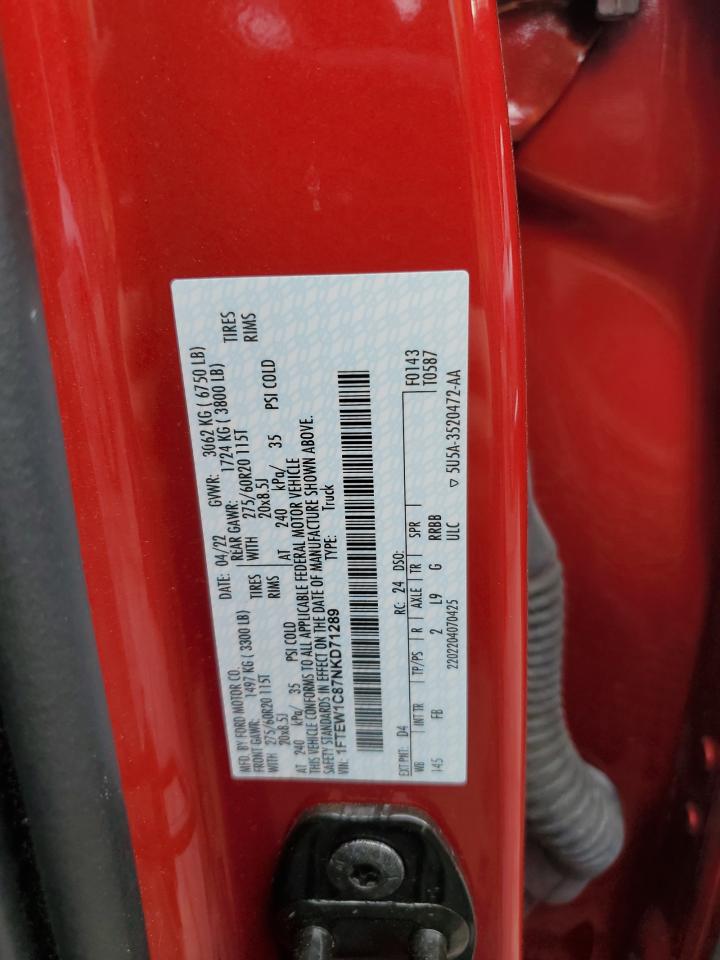 MFD. BY FORD MOTOR CO.
DATE: 04/22 GVWR: 3062 KG ( 6750 LB)
FRONT GAWR: 1497 KG ( 3300 LB) REAR GAWR: 1724 KG ( 3800 LB)
WITH 275/60R20 115T TIRES WITH 275/60R20 115T TIRES
20x8.5J RIMS 20x8.5J RIMS
AT 240 kPa/ 35 PSI COLD AT 240 kPa/ 35 PSI COLD
THIS VEHICLE CONFORMS TO ALL APPLICABLE FEDERAL MOTOR VEHICLE
SAFETY STANDARDS IN EFFECT ON THE DATE OF MANUFACTURE SHOWN ABOVE.
VIN: 1FTEW1C87NKD71289 TYPE: Truck
F0143
EXT PNT: D4 RC: 24 DSO: T0587
WB INT TR TP/PS R AXLE TR SPR
145 FB 2 L9 G RRBB
2202204070425 ULC ▽ 5U5A-3520472-AA